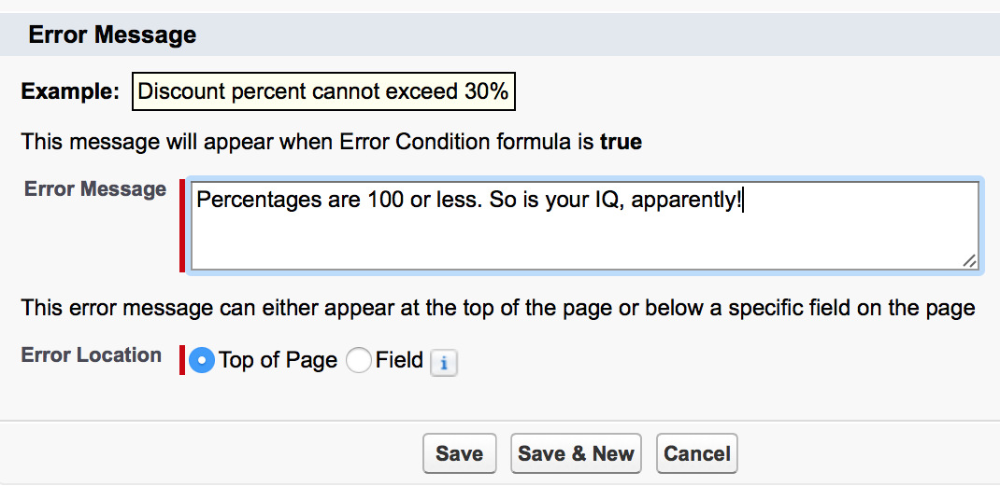 Error Message
Example: Discount percent cannot exceed 30%
This message will appear when Error Condition formula is true
Error Message Percentages are 100 or less. So is your IQ, apparently!
This error message can either appear at the top of the page or below a specific field on the page
Error Location Top of Page Field i
Save Save & New Cancel